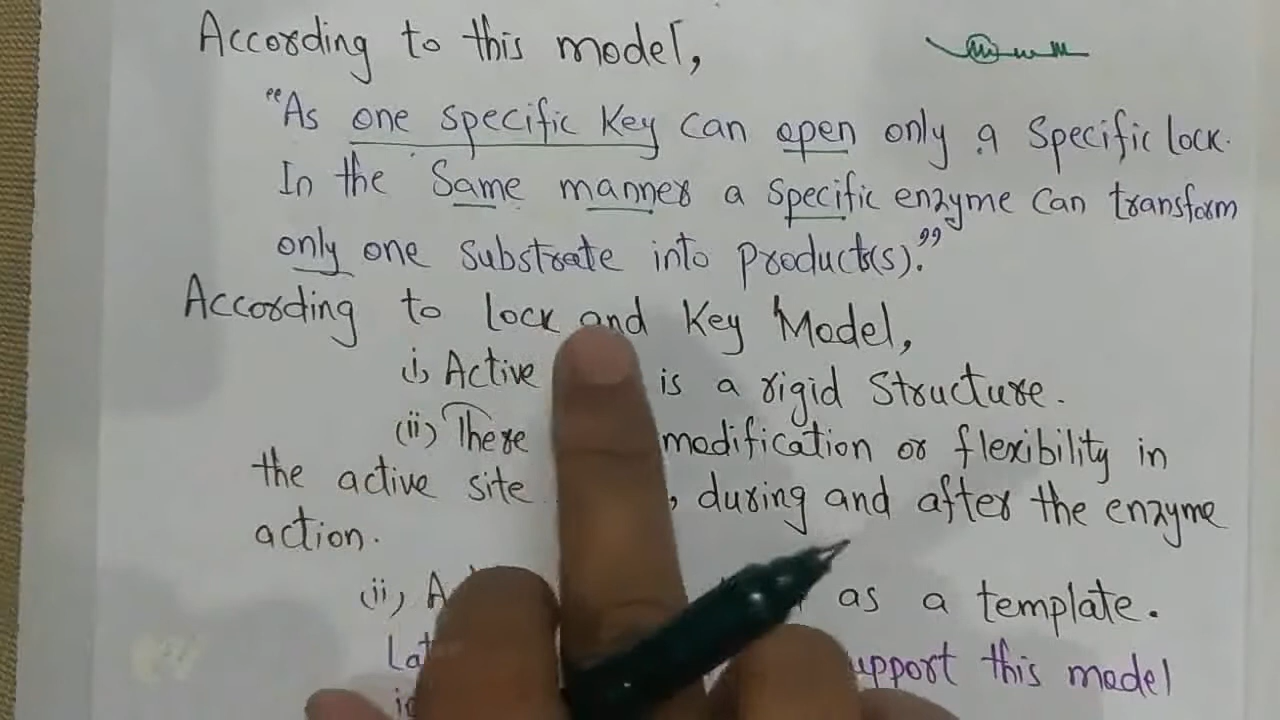 According to this model,
"As one specific Key can open only a specific lock.
In the same manner a specific enzyme can transform
only one substrate into product(s)."
According to lock and Key Model,
(i) Active is a rigid structure.
(ii) There modification or flexibility in
the active site , during and after the enzyme
action.
(ii) as a template.
this model